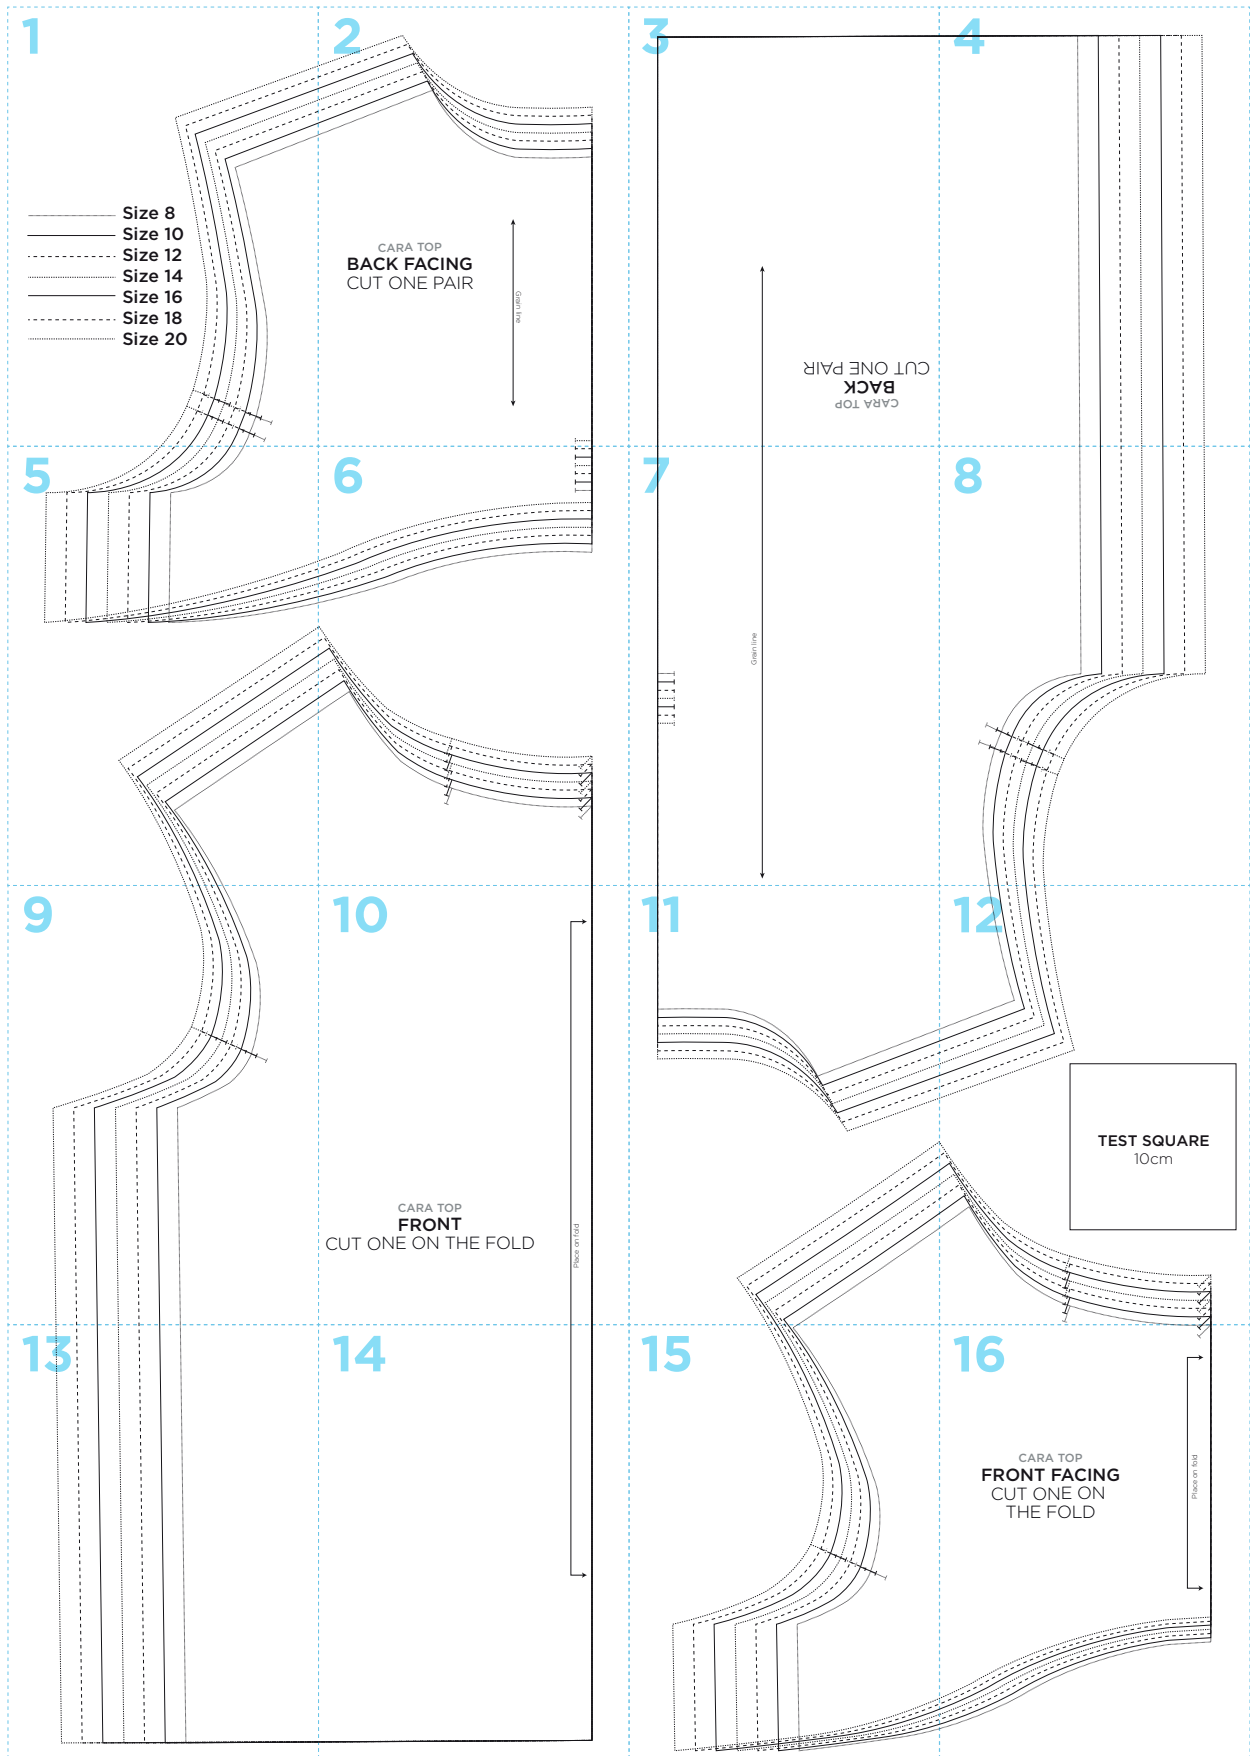 1
2
3
4
Size 8
Size 10
Size 12
Size 14
Size 16
Size 18
Size 20
CARA TOP
BACK FACING
CUT ONE PAIR
Grain line
CARA TOP
BACK
CUT ONE PAIR
Grain line
5
6
7
8
9
10
11
12
CARA TOP
FRONT
CUT ONE ON THE FOLD
Place on fold
TEST SQUARE
10cm
13
14
15
16
CARA TOP
FRONT FACING
CUT ONE ON
THE FOLD
Place on fold